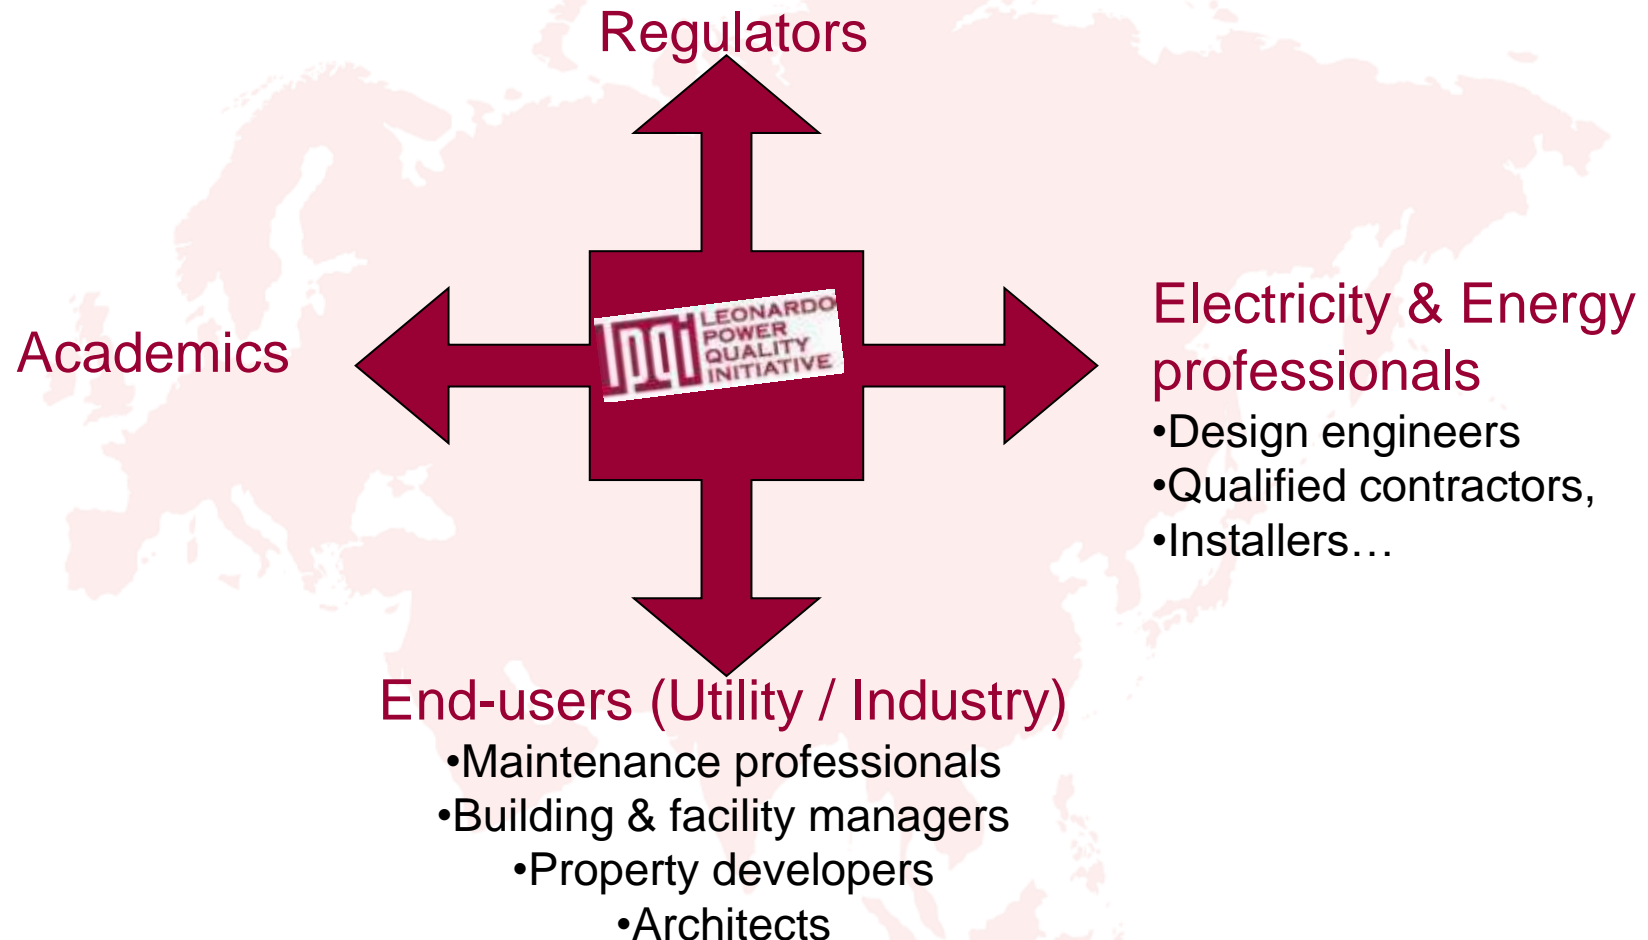 Regulators
Academics
lpqi
LEONARDO
POWER
QUALITY
INITIATIVE
Electricity & Energy
professionals
•Design engineers
•Qualified contractors,
•Installers…
End-users (Utility / Industry)
•Maintenance professionals
•Building & facility managers
•Property developers
•Architects